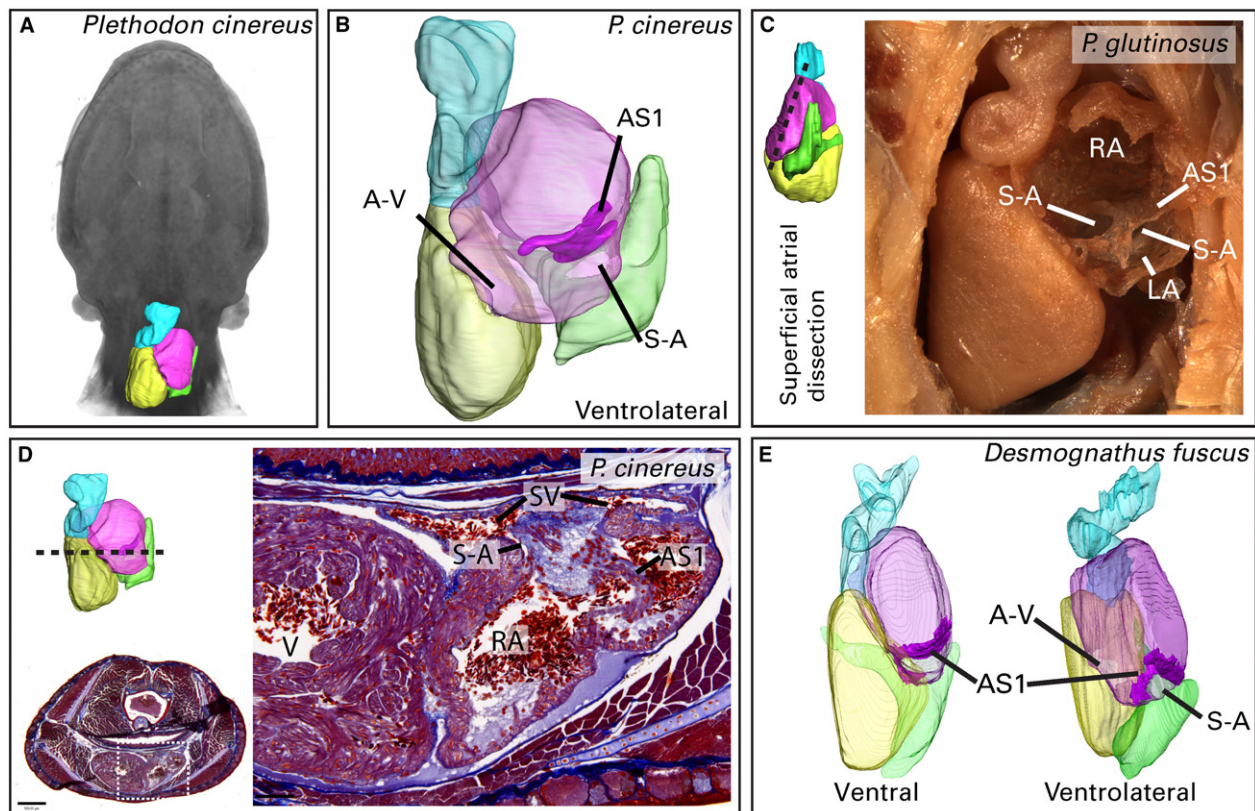 A
Plethodon cinereus
B
P. cinereus
AS1
A-V
S-A
Ventrolateral
C
P. glutinosus
Superficial atrial
dissection
RA
AS1
S-A
S-A
LA
D
P. cinereus
SV
S-A
AS1
V
RA
E
Desmognathus fuscus
A-V
AS1
S-A
Ventral
Ventrolateral